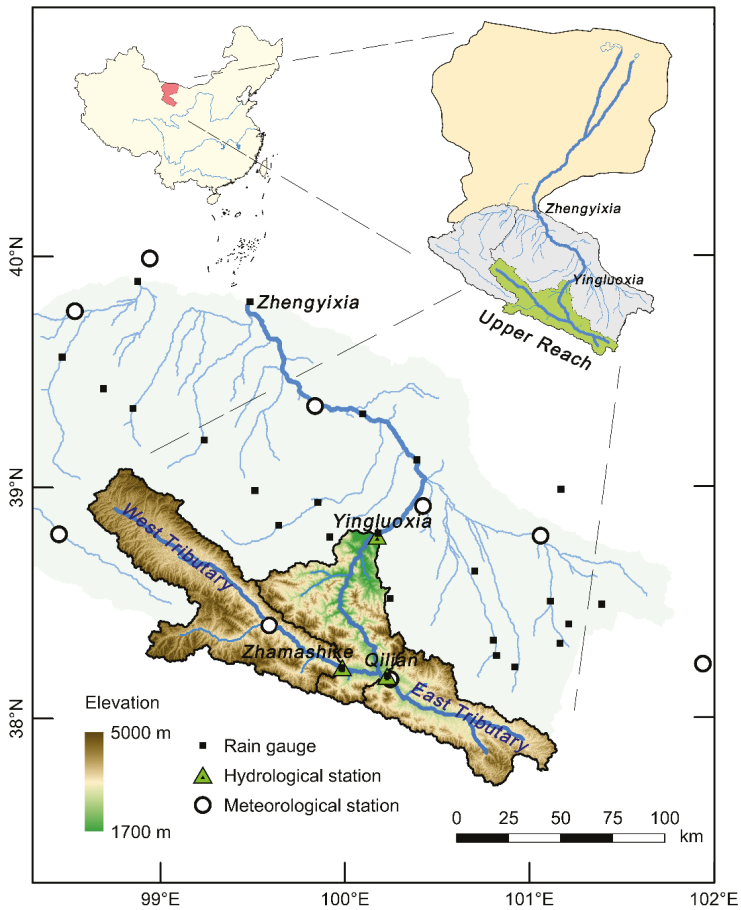 Zhengyixia
Yingluoxia
Upper Reach
40°N
Zhengyixia
39°N
Yingluoxia
West Tributary
Zhamashike
Qilian
East Tributary
38°N
Elevation
5000 m
1700 m
Rain gauge
Hydrological station
Meteorological station
0 25 50 75 100
km
99°E 100°E 101°E 102°E